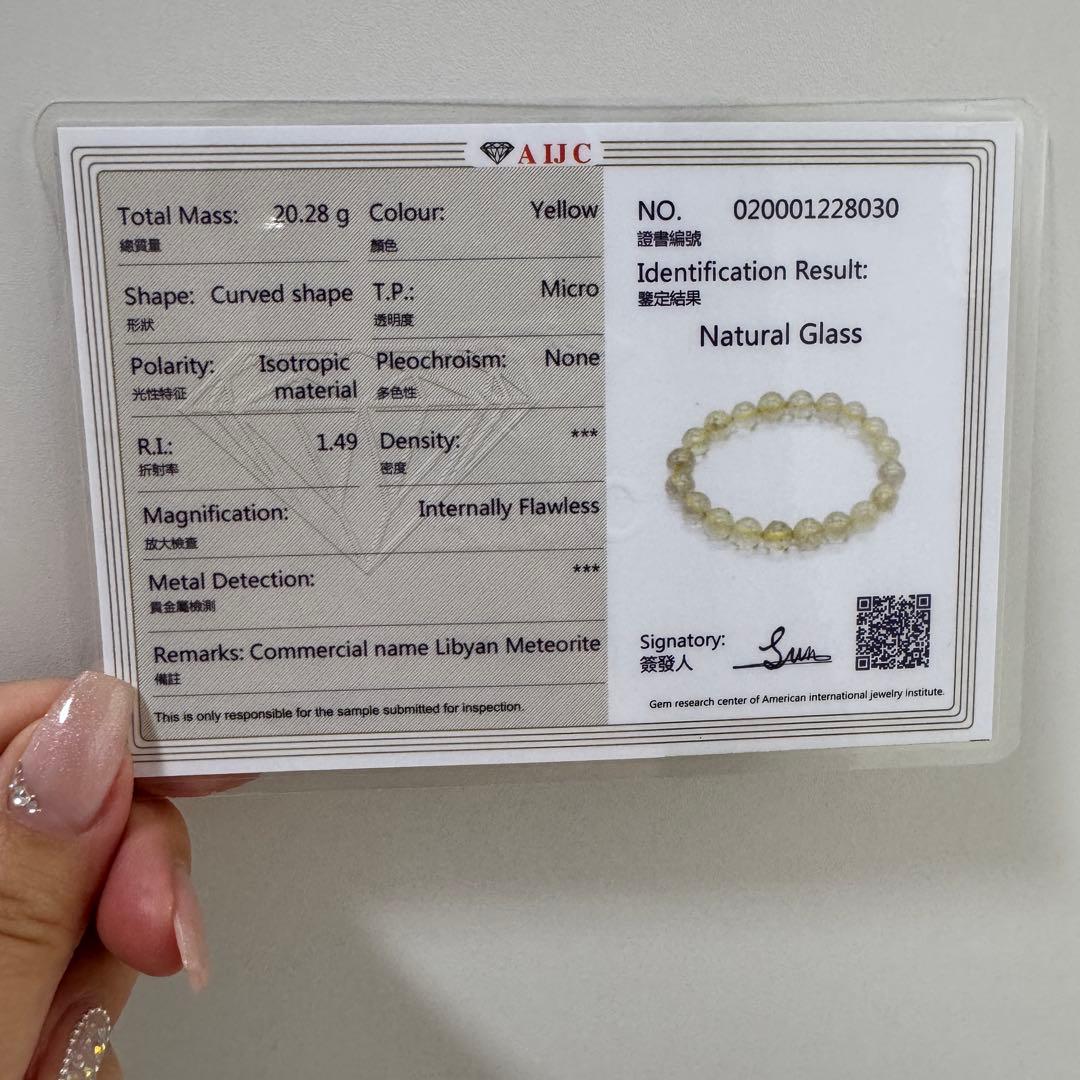 AIJC
Total Mass: 20.28 g
總質量
Colour: Yellow
顏色
Shape: Curved shape
形狀
T.P.: Micro
透明度
Polarity: Isotropic material
光性特征
Pleochroism: None
多色性
R.I.: 1.49
折射率
Density: ***
密度
Magnification: Internally Flawless
放大檢查
Metal Detection: ***
貴金屬檢測
Remarks: Commercial name Libyan Meteorite
備註
This is only responsible for the sample submitted for inspection.
NO. 020001228030
證書編號
Identification Result:
鑒定結果
Natural Glass
Signatory:
簽發人
Gem research center of American international jewelry institute.